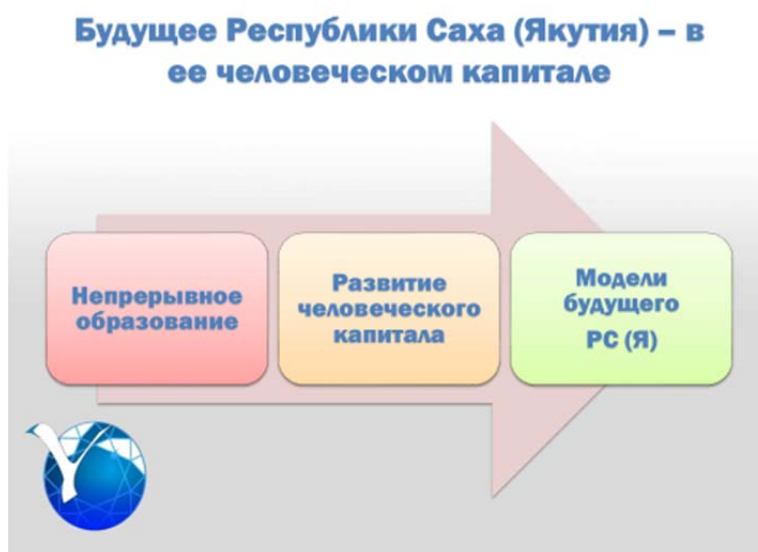 Будущее Республики Саха (Якутия) – в
ее человеческом капитале
Непрерывное
образование
Развитие
человеческого
капитала
Модели
будущего
РС (Я)